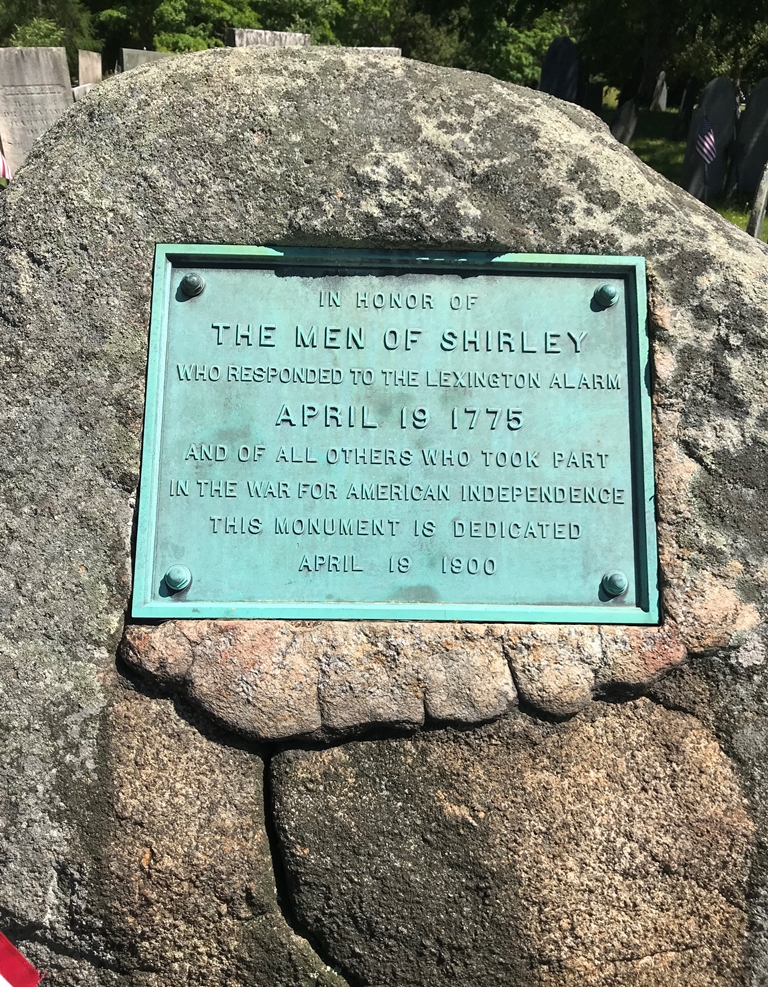 IN HONOR OF
THE MEN OF SHIRLEY
WHO RESPONDED TO THE LEXINGTON ALARM
APRIL 19 1775
AND OF ALL OTHERS WHO TOOK PART
IN THE WAR FOR AMERICAN INDEPENDENCE
THIS MONUMENT IS DEDICATED
APRIL 19 1900